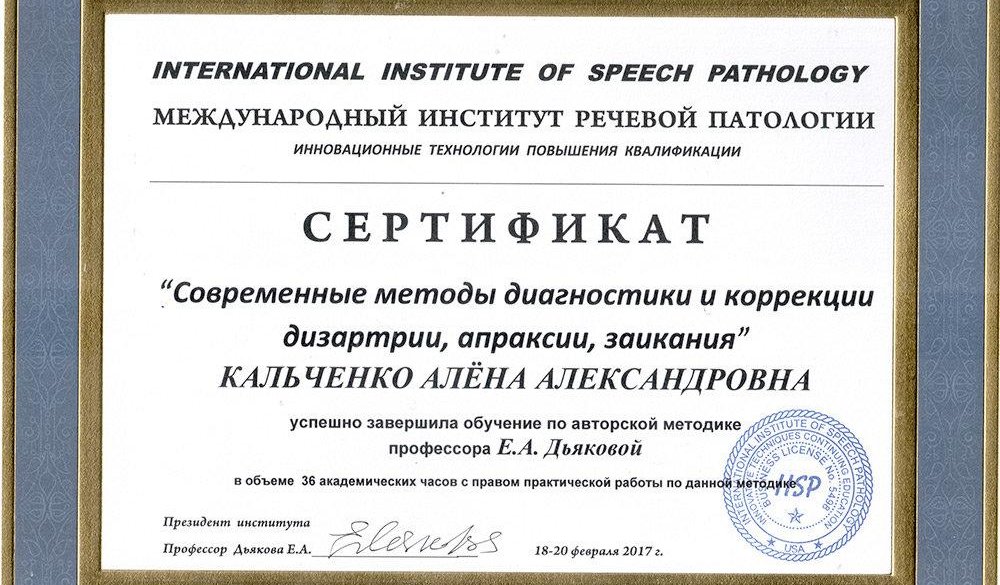 INTERNATIONAL INSTITUTE OF SPEECH PATHOLOGY
МЕЖДУНАРОДНЫЙ ИНСТИТУТ РЕЧЕВОЙ ПАТОЛОГИИ
ИННОВАЦИОННЫЕ ТЕХНОЛОГИИ ПОВЫШЕНИЯ КВАЛИФИКАЦИИ
СЕРТИФИКАТ
“Современные методы диагностики и коррекции
дизартрии, апраксии, заикания”
КАЛЬЧЕНКО АЛЁНА АЛЕКСАНДРОВНА
успешно завершила обучение по авторской методике
профессора Е.А. Дьяковой
в объеме 36 академических часов с правом практической работы по данной методике
Президент института
Профессор Дьякова Е.А.
18-20 февраля 2017 г.
INTERNATIONAL INSTITUTE OF SPEECH PATHOLOGY
INNOVATIVE TECHNIQUES CONTINUING EDUCATION
BUSINESS LICENSE No. 5498
IISP
USA